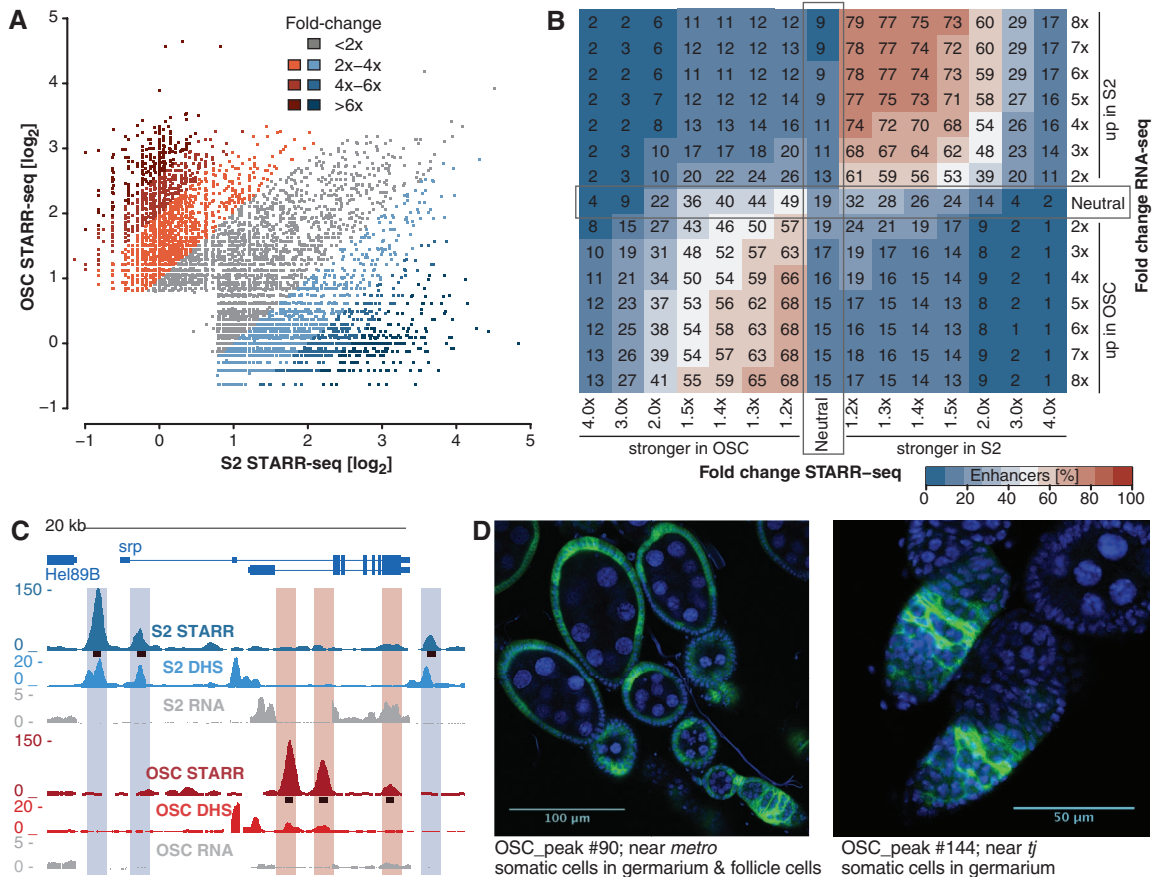 A
Fold-change
<2x
2x–4x
4x–6x
>6x
OSC STARR-seq [log2]
5
4
3
2
1
0
−1
−1 0 1 2 3 4 5
S2 STARR-seq [log2]
B
2 2 6 11 11 12 12 9 79 77 75 73 60 29 17 8x
2 3 6 12 12 12 13 9 78 77 74 72 60 29 17 7x
2 2 6 11 11 12 12 9 78 77 74 73 59 29 17 6x
2 3 7 12 12 12 14 9 77 75 73 71 58 27 16 5x
2 2 8 13 13 14 16 11 74 72 70 68 54 26 16 4x
2 3 10 17 17 18 20 11 68 67 64 62 48 23 14 3x
2 3 10 20 22 24 26 13 61 59 56 53 39 20 11 2x
4 9 22 36 40 44 49 19 32 28 26 24 14 4 2 Neutral
8 15 27 43 46 50 57 19 24 21 19 17 9 2 1 2x
10 19 31 48 52 57 63 17 19 17 16 14 8 2 1 3x
11 21 34 50 54 59 66 16 19 16 15 14 8 2 1 4x
12 23 37 53 56 62 68 15 17 15 14 13 8 2 1 5x
12 25 38 54 58 63 68 15 16 15 14 13 8 1 1 6x
13 26 39 54 57 63 68 15 18 16 15 14 9 2 1 7x
13 27 41 55 59 65 68 15 17 15 14 13 9 2 1 8x
up in S2
up in OSC
Fold change RNA-seq
4.0x 3.0x 2.0x 1.5x 1.4x 1.3x 1.2x Neutral 1.2x 1.3x 1.4x 1.5x 2.0x 3.0x 4.0x
stronger in OSC
stronger in S2
Fold change STARR−seq
Enhancers [%]
0 20 40 60 80 100
C
20 kb
srp
Hel89B
150
0
S2 STARR
20
0
S2 DHS
5
0
S2 RNA
150
0
OSC STARR
20
0
OSC DHS
5
0
OSC RNA
D
100 µm
50 µm
OSC_peak #90; near metro
somatic cells in germarium & follicle cells
OSC_peak #144; near tj
somatic cells in germarium